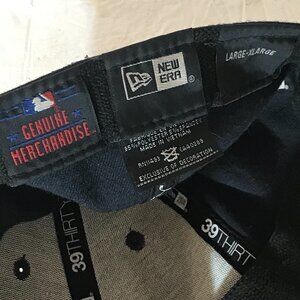 GENUINE
MERCHANDISE
NEW
ERA
LARGE-XLARGE
MADE IN VIETNAM
EXCLUSIVE OF DECORATION
39THIRTY
39THIRTY